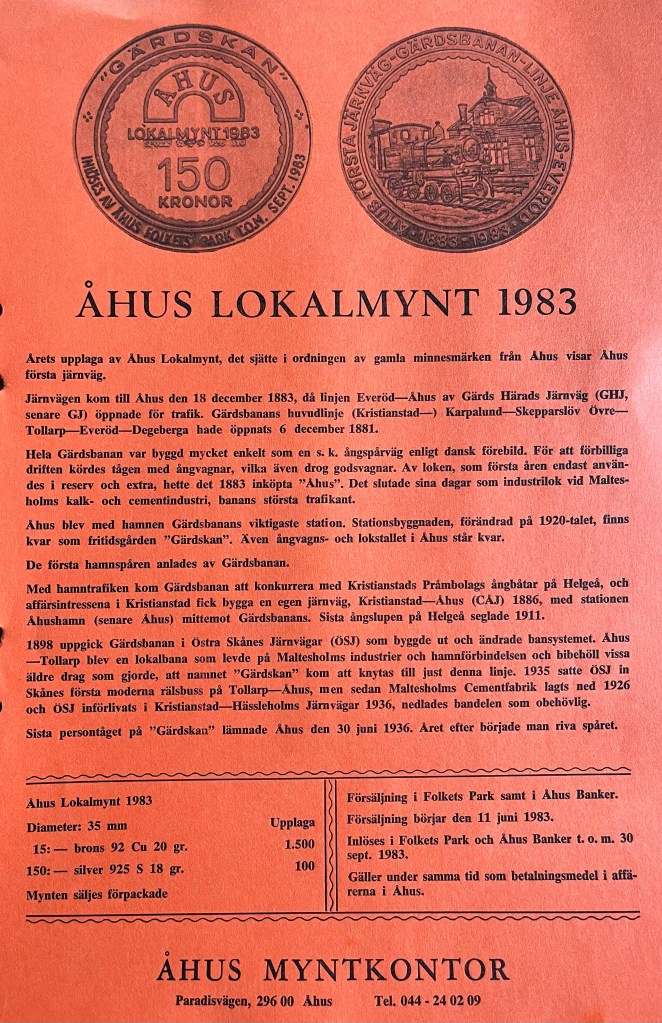 "GÄRDSKAN"
ÅHUS
LOKALMYNT 1983
150
KRONOR
INLÖSES AV ÅHUS FOLKETS PARK T.O.M. SEPT. 1983
ÅHUS FÖRSTA JÄRNVÄG-GÄRDSBANAN-LINJE ÅHUS-EVERÖD
·1883-1983·
ÅHUS LOKALMYNT 1983
Årets upplaga av Åhus Lokalmynt, det sjätte i ordningen av gamla minnesmärken från Åhus visar Åhus
första järnväg.
Järnvägen kom till Åhus den 18 december 1883, då linjen Everöd—Åhus av Gärds Härads Järnväg (GHJ,
senare GJ) öppnade för trafik. Gärdsbanans huvudlinje (Kristianstad—) Karpalund—Skepparslöv Övre—
Tollarp—Everöd—Degeberga hade öppnats 6 december 1881.
Hela Gärdsbanan var byggd mycket enkelt som en s. k. ångspårväg enligt dansk förebild. För att förbilliga
driften kördes tågen med ångvagnar, vilka även drog godsvagnar. Av loken, som första åren endast använ-
des i reserv och extra, hette det 1883 inköpta "Åhus". Det slutade sina dagar som industrilok vid Maltes-
holms kalk- och cementindustri, banans största trafikant.
Åhus blev med hamnen Gärdsbanans viktigaste station. Stationsbyggnaden, förändrad på 1920-talet, finns
kvar som fritidsgården "Gärdskan". Även ångvagns- och lokstallet i Åhus står kvar.
De första hamnspåren anlades av Gärdsbanan.
Med hamntrafiken kom Gärdsbanan att konkurrera med Kristianstads Pråmbolags ångbåtar på Helgeå, och
affärsintressena i Kristianstad fick bygga en egen järnväg, Kristianstad—Åhus (CÅJ) 1886, med stationen
Åhushamn (senare Åhus) mittemot Gärdsbanans. Sista ångslupen på Helgeå seglade 1911.
1898 uppgick Gärdsbanan i Östra Skånes Järnvägar (ÖSJ) som byggde ut och ändrade bansystemet. Åhus
—Tollarp blev en lokalbana som levde på Maltesholms industrier och hamnförbindelsen och bibehöll vissa
äldre drag som gjorde, att namnet "Gärdskan" kom att knytas till just denna linje. 1935 satte ÖSJ in
Skånes första moderna rälsbuss på Tollarp—Åhus, men sedan Maltesholms Cementfabrik lagts ned 1926
och ÖSJ införlivats i Kristianstad—Hässleholms Järnvägar 1936, nedlades bandelen som obehövlig.
Sista persontåget på "Gärdskan" lämnade Åhus den 30 juni 1936. Året efter började man riva spåret.
Åhus Lokalmynt 1983
Diameter: 35 mm Upplaga
15: — brons 92 Cu 20 gr. 1.500
150: — silver 925 S 18 gr. 100
Mynten säljes förpackade
Försäljning i Folkets Park samt i Åhus Banker.
Försäljning börjar den 11 juni 1983.
Inlöses i Folkets Park och Åhus Banker t. o. m. 30
sept. 1983.
Gäller under samma tid som betalningsmedel i affä-
rerna i Åhus.
ÅHUS MYNTKONTOR
Paradisvägen, 296 00 Åhus Tel. 044 - 24 02 09